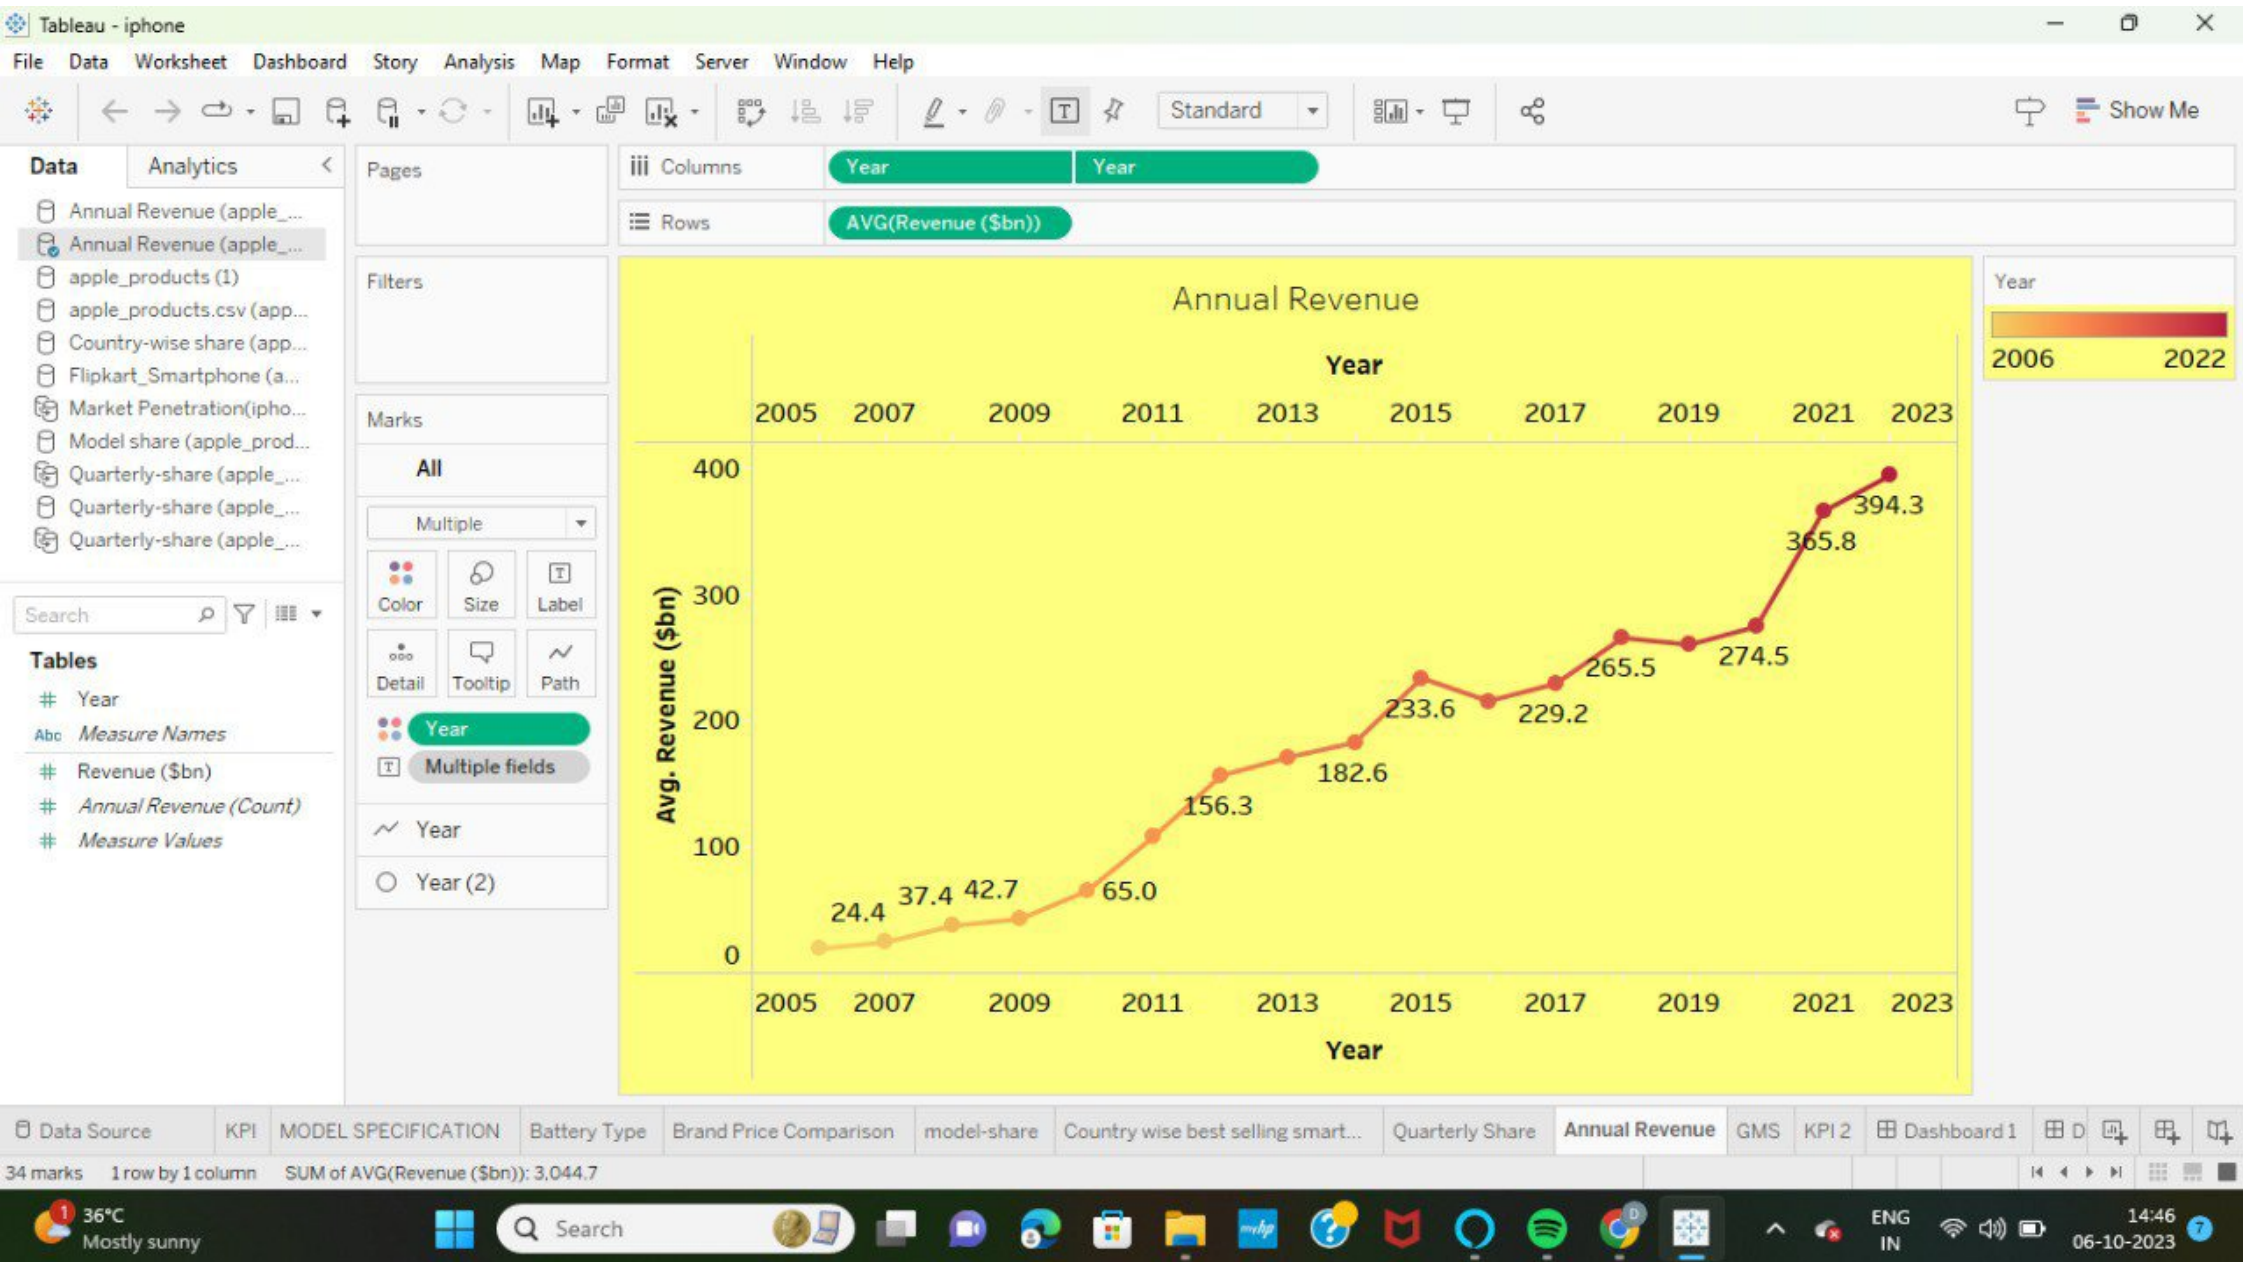 Tableau - iphone
File Data Worksheet Dashboard Story Analysis Map Format Server Window Help
Standard
Show Me
Data Analytics
Annual Revenue (apple_...
Annual Revenue (apple_...
apple_products (1)
apple_products.csv (app...
Country-wise share (app...
Flipkart_Smartphone (a...
Market Penetration(ipho...
Model share (apple_prod...
Quarterly-share (apple_...
Quarterly-share (apple_...
Quarterly-share (apple_...
Search
Tables
# Year
Abc Measure Names
# Revenue ($bn)
# Annual Revenue (Count)
# Measure Values
Pages
Filters
Marks
All
Multiple
Color Size Label
Detail Tooltip Path
Year
Multiple fields
Year
Year (2)
Columns Year Year
Rows AVG(Revenue ($bn))
Annual Revenue
Year
2005 2007 2009 2011 2013 2015 2017 2019 2021 2023
Avg. Revenue ($bn)
400
300
200
100
0
24.4
37.4
42.7
65.0
156.3
182.6
233.6
229.2
265.5
274.5
365.8
394.3
2005 2007 2009 2011 2013 2015 2017 2019 2021 2023
Year
Year
2006 2022
Data Source KPI MODEL SPECIFICATION Battery Type Brand Price Comparison model-share Country wise best selling smart... Quarterly Share Annual Revenue GMS KPI 2 Dashboard 1 D
34 marks 1 row by 1 column SUM of AVG(Revenue ($bn)): 3,044.7
1
36°C
Mostly sunny
Search
myhp
D
ENG
IN
14:46
06-10-2023
7